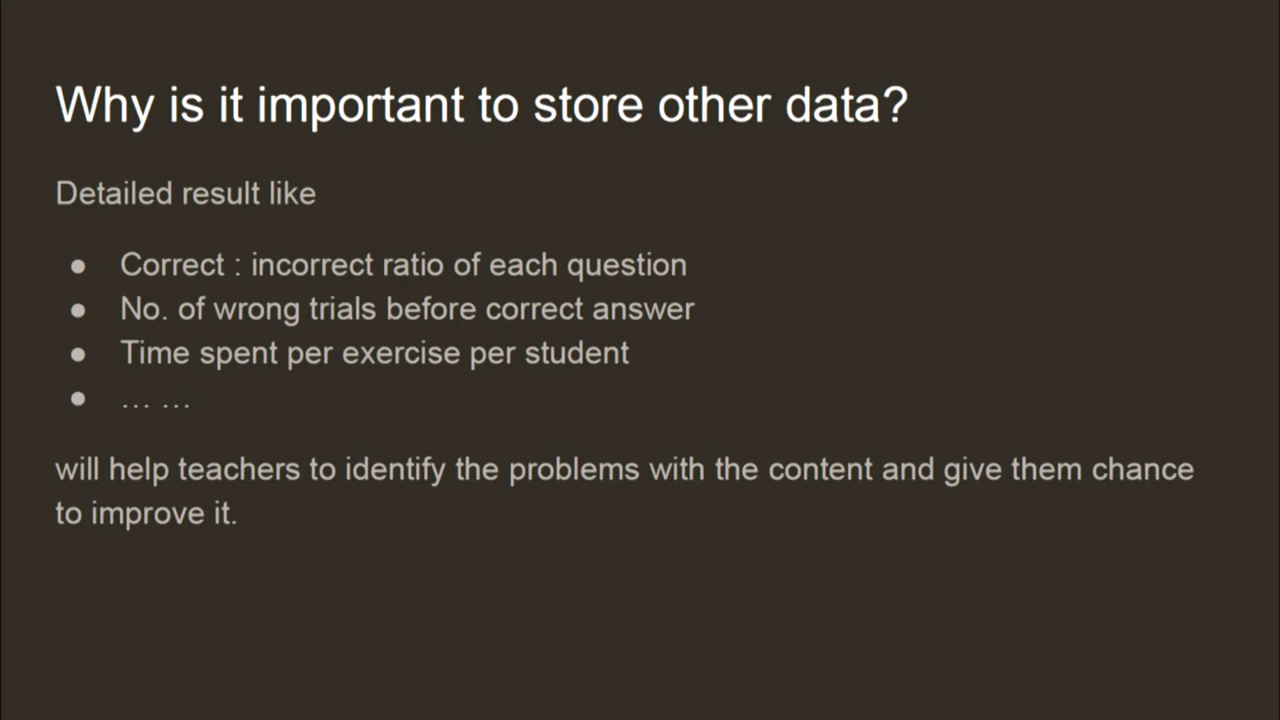 Why is it important to store other data?
Detailed result like
● Correct : incorrect ratio of each question
● No. of wrong trials before correct answer
● Time spent per exercise per student
● … …
will help teachers to identify the problems with the content and give them chance
to improve it.